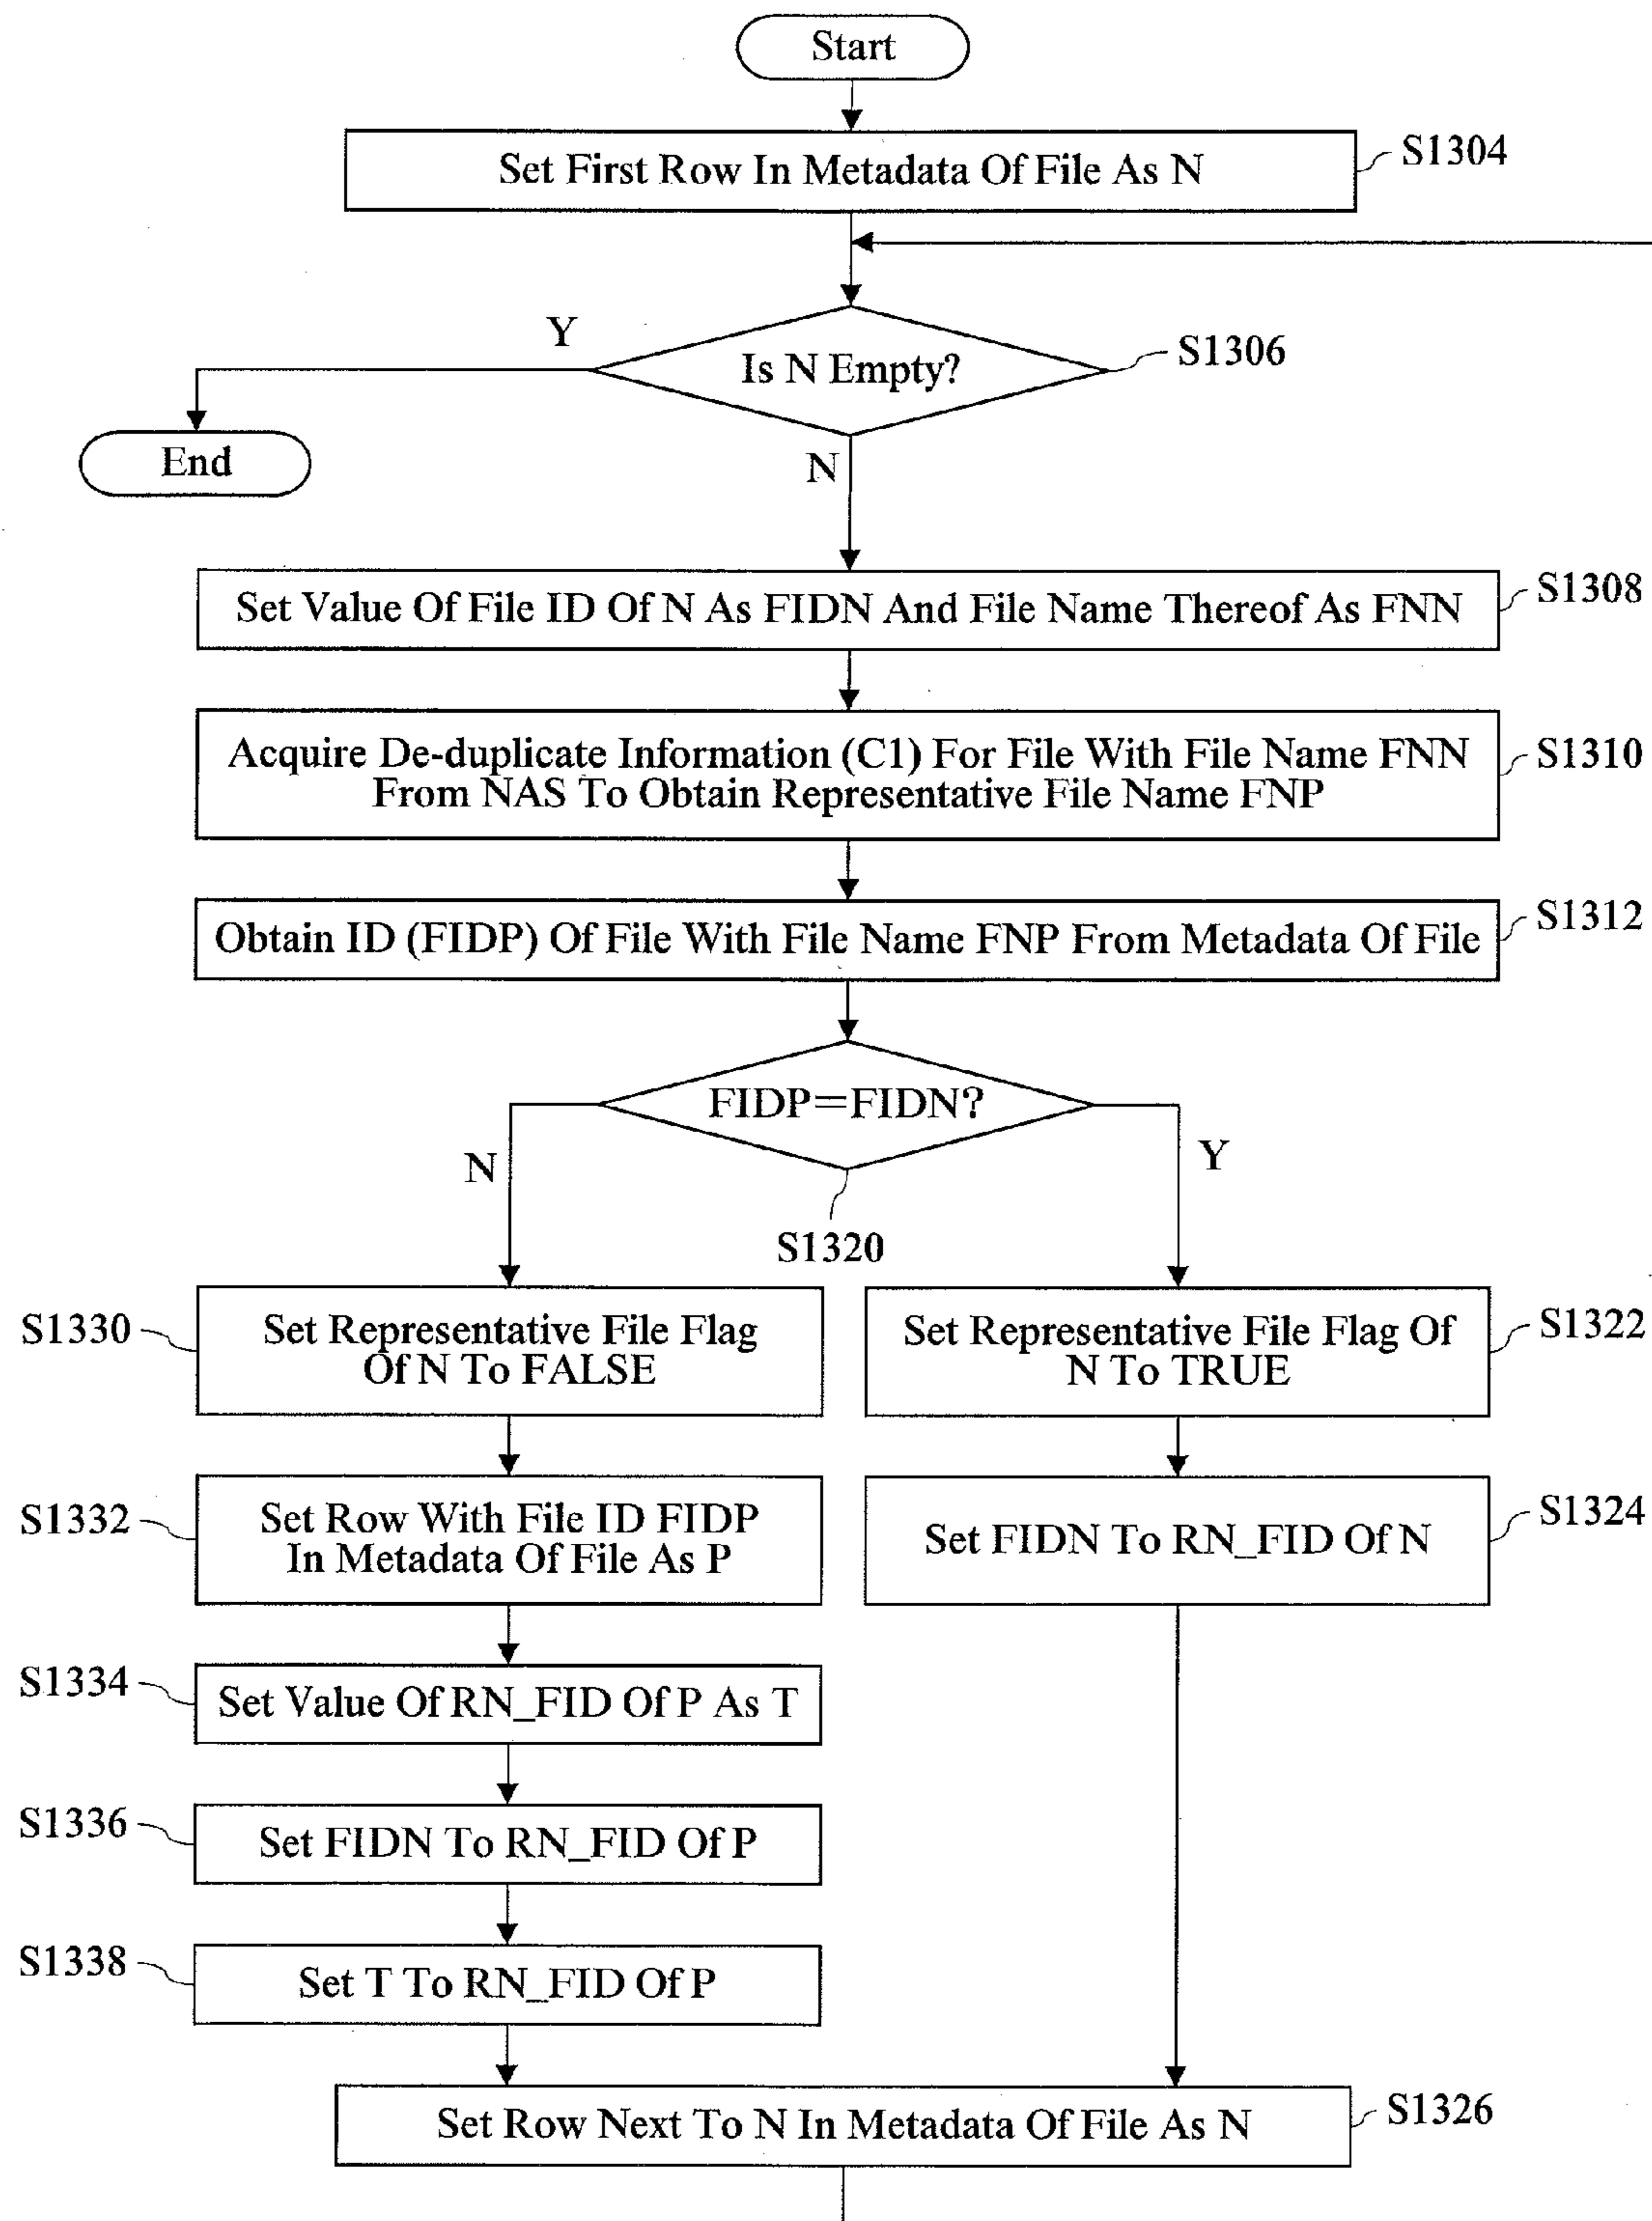 Start
Set First Row In Metadata Of File As N
S1304
Y
Is N Empty?
S1306
End
N
Set Value Of File ID Of N As FIDN And File Name Thereof As FNN
S1308
Acquire De-duplicate Information (C1) For File With File Name FNN
From NAS To Obtain Representative File Name FNP
S1310
Obtain ID (FIDP) Of File With File Name FNP From Metadata Of File
S1312
FIDP=FIDN?
N
Y
S1320
S1330
Set Representative File Flag
Of N To FALSE
Set Representative File Flag Of
N To TRUE
S1322
S1332
Set Row With File ID FIDP
In Metadata Of File As P
Set FIDN To RN_FID Of N
S1324
S1334
Set Value Of RN_FID Of P As T
S1336
Set FIDN To RN_FID Of P
S1338
Set T To RN_FID Of P
Set Row Next To N In Metadata Of File As N
S1326